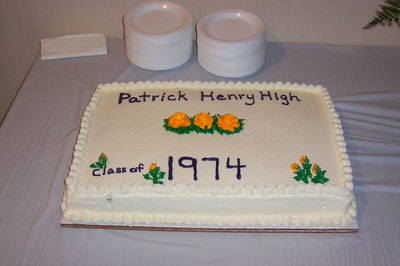 Patrick Henry High
class of 1974